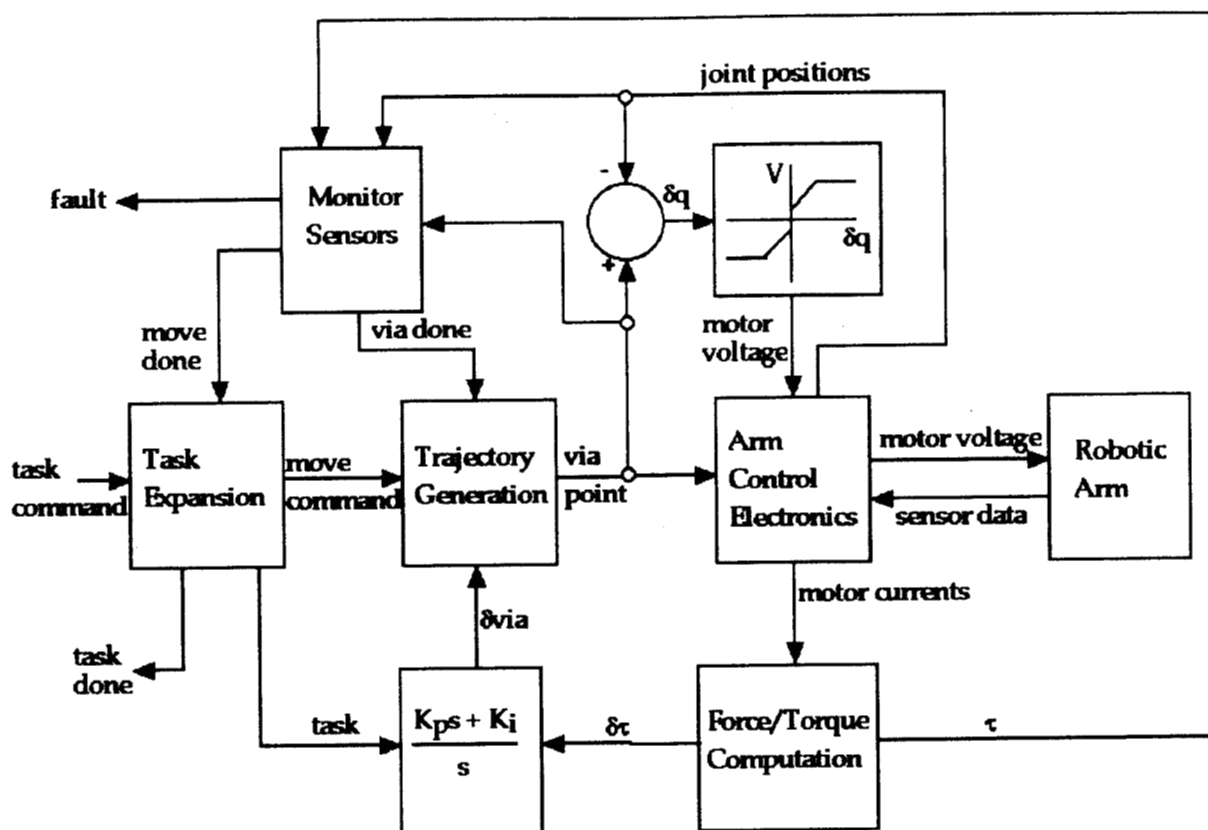 joint positions
fault
Monitor
Sensors
-
δq
V
δq
+
move
done
via done
motor
voltage
task
command
Task
Expansion
move
command
Trajectory
Generation
via
point
Arm
Control
Electronics
motor voltage
sensor data
Robotic
Arm
δvia
motor currents
task
done
task
Kps + Ki
s
δτ
Force/Torque
Computation
τ